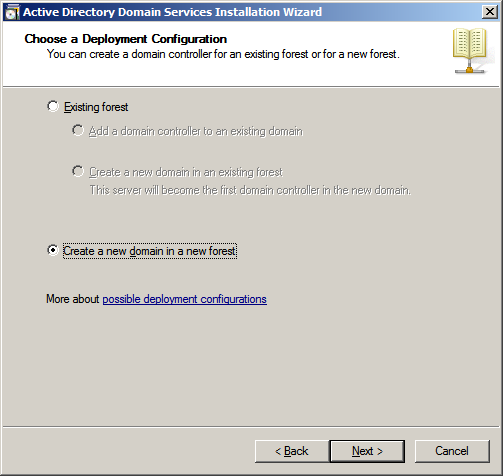 Active Directory Domain Services Installation Wizard
Choose a Deployment Configuration
You can create a domain controller for an existing forest or for a new forest.
Existing forest
Add a domain controller to an existing domain
Create a new domain in an existing forest
This server will become the first domain controller in the new domain.
Create a new domain in a new forest
More about possible deployment configurations
< Back
Next >
Cancel